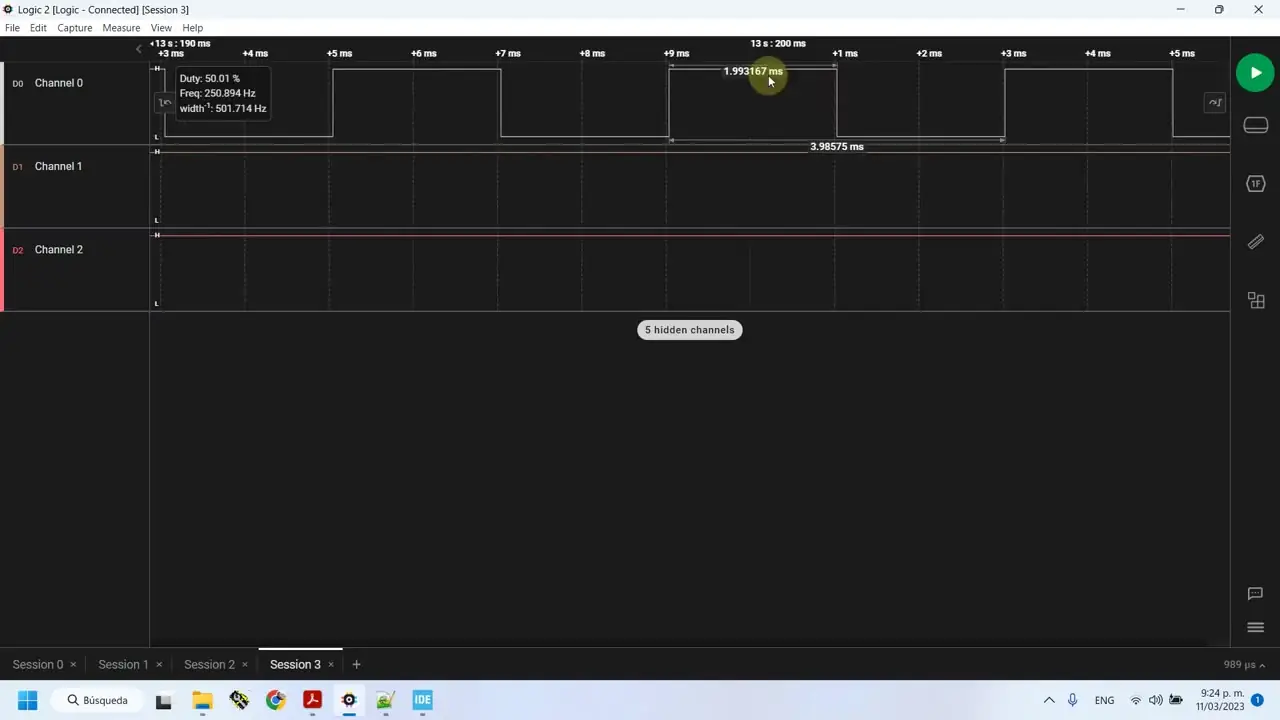 Logic 2 [Logic - Connected] [Session 3]
File Edit Capture Measure View Help
13 s : 190 ms 13 s : 200 ms
+3 ms +4 ms +5 ms +6 ms +7 ms +8 ms +9 ms +1 ms +2 ms +3 ms +4 ms +5 ms
D0 Channel 0
H
L
Duty: 50.01 %
Freq: 250.894 Hz
width-1: 501.714 Hz
1.993167 ms
3.98575 ms
D1 Channel 1
H
L
D2 Channel 2
H
L
5 hidden channels
1F
Session 0 × Session 1 × Session 2 × Session 3 × +
989 µs
Búsqueda
IDE
ENG
9:24 p. m.
11/03/2023
1